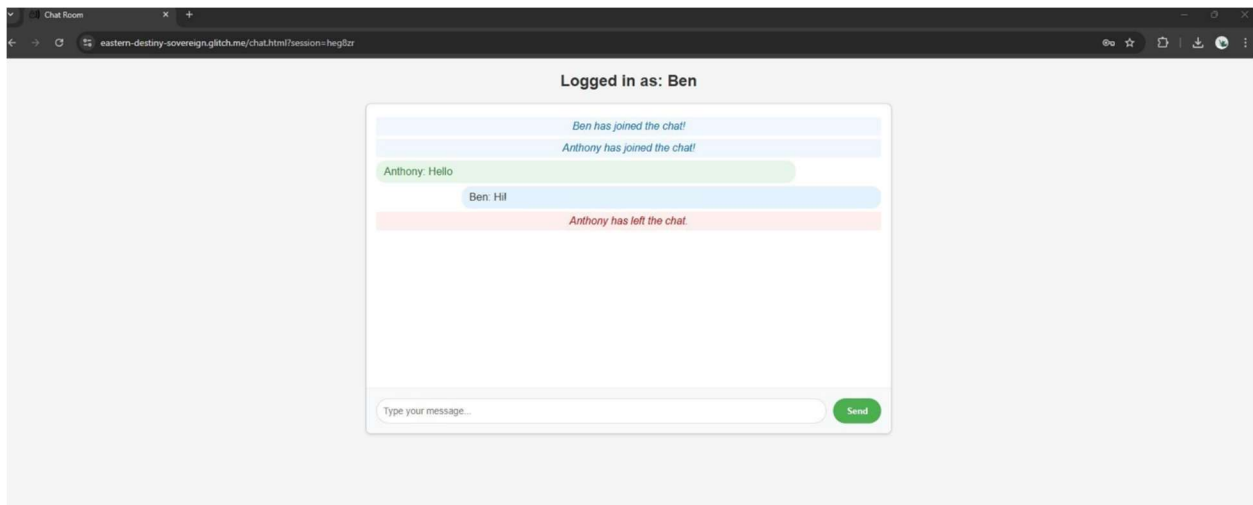 Chat Room
eastern-destiny-sovereign.glitch.me/chat.html?session=heg8zr
Logged in as: Ben
Ben has joined the chat!
Anthony has joined the chat!
Anthony: Hello
Ben: Hi!
Anthony has left the chat.
Type your message...
Send